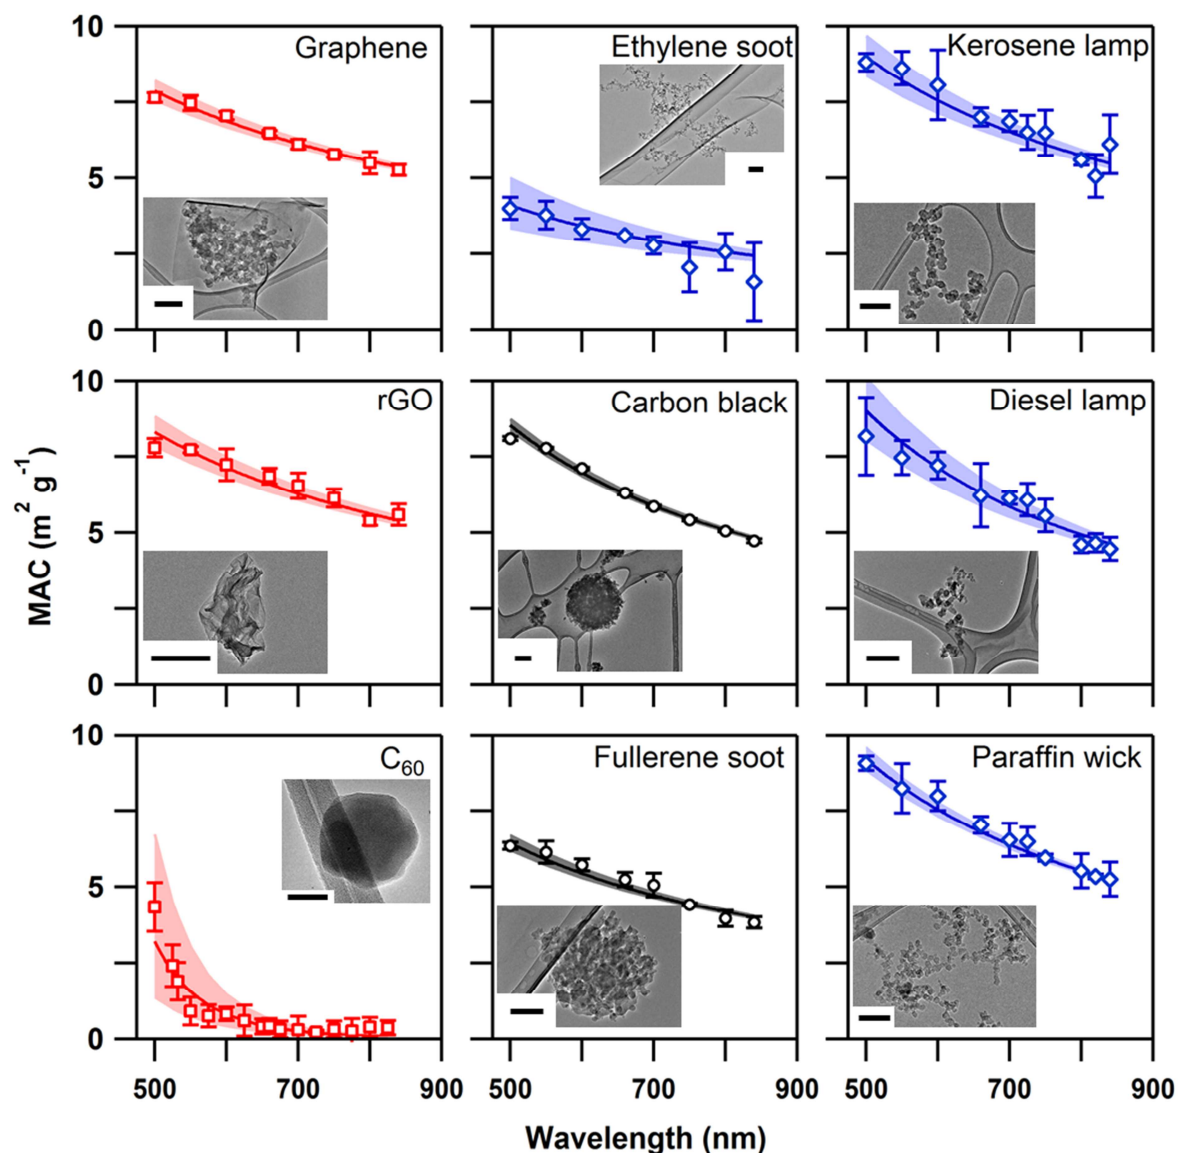 10
Graphene
Ethylene soot
Kerosene lamp
5
0
10
rGO
Carbon black
Diesel lamp
MAC (m² g⁻¹)
5
0
10
C₆₀
Fullerene soot
Paraffin wick
5
0
500 700 900 500 700 900 500 700 900
Wavelength (nm)